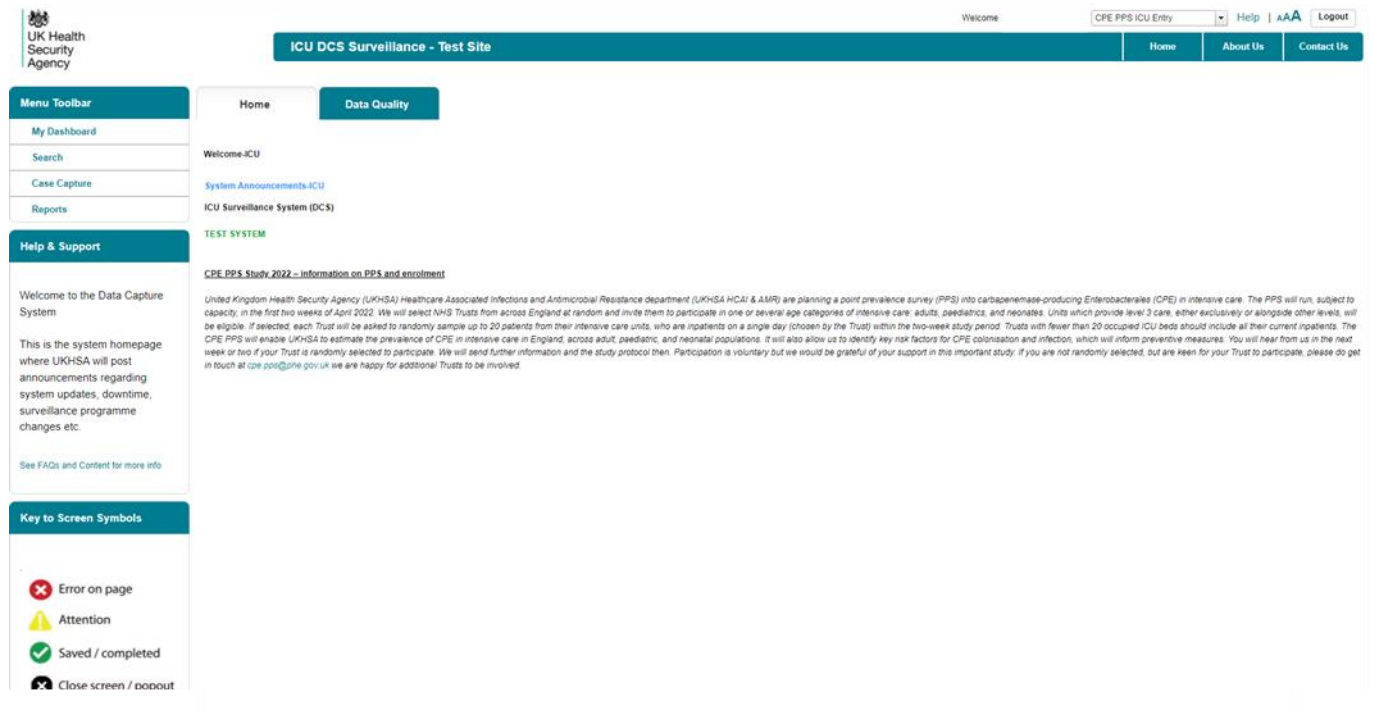 UK Health
Security
Agency
Welcome
CPE PPS ICU Entry
Help | AAA
Logout
ICU DCS Surveillance - Test Site
Home
About Us
Contact Us
Menu Toolbar
My Dashboard
Search
Case Capture
Reports
Help & Support
Welcome to the Data Capture
System
This is the system homepage
where UKHSA will post
announcements regarding
system updates, downtime,
surveillance programme
changes etc.
See FAQs and Content for more info
Key to Screen Symbols
Error on page
Attention
Saved / completed
Close screen / popout
Home
Data Quality
Welcome-ICU
System Announcements-ICU
ICU Surveillance System (DCS)
TEST SYSTEM
CPE PPS Study 2022 – information on PPS and enrolment
United Kingdom Health Security Agency (UKHSA) Healthcare Associated Infections and Antimicrobial Resistance department (UKHSA HCAI & AMR) are planning a point prevalence survey (PPS) into carbapenemase-producing Enterobacterales (CPE) in intensive care. The PPS will run, subject to
capacity, in the first two weeks of April 2022. We will select NHS Trusts from across England at random and invite them to participate in one or several age categories of intensive care: adults, paediatrics, and neonates. Units which provide level 3 care, either exclusively or alongside other levels, will
be eligible. If selected, each Trust will be asked to randomly sample up to 20 patients from their intensive care units, who are inpatients on a single day (chosen by the Trust) within the two-week study period. Trusts with fewer than 20 occupied ICU beds should include all their current inpatients. The
CPE PPS will enable UKHSA to estimate the prevalence of CPE in intensive care in England, across adult, paediatric, and neonatal populations. It will also allow us to identify key risk factors for CPE colonisation and infection, which will inform preventive measures. You will hear from us in the next
week or two if your Trust is randomly selected to participate. We will send further information and the study protocol then. Participation is voluntary but we would be grateful of your support in this important study. If you are not randomly selected, but are keen for your Trust to participate, please do get
in touch at cpe.pps@phe.gov.uk we are happy for additional Trusts to be involved.